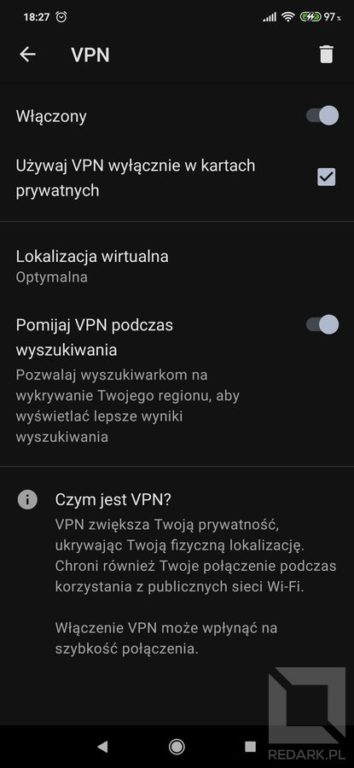 18:27 97%
VPN
Włączony
Używaj VPN wyłącznie w kartach
prywatnych
Lokalizacja wirtualna
Optymalna
Pomijaj VPN podczas
wyszukiwania
Pozwalaj wyszukiwarkom na
wykrywanie Twojego regionu, aby
wyświetlać lepsze wyniki
wyszukiwania
Czym jest VPN?
VPN zwiększa Twoją prywatność,
ukrywając Twoją fizyczną lokalizację.
Chroni również Twoje połączenie podczas
korzystania z publicznych sieci Wi-Fi.
Włączenie VPN może wpłynąć na
szybkość połączenia.
REDARK.PL